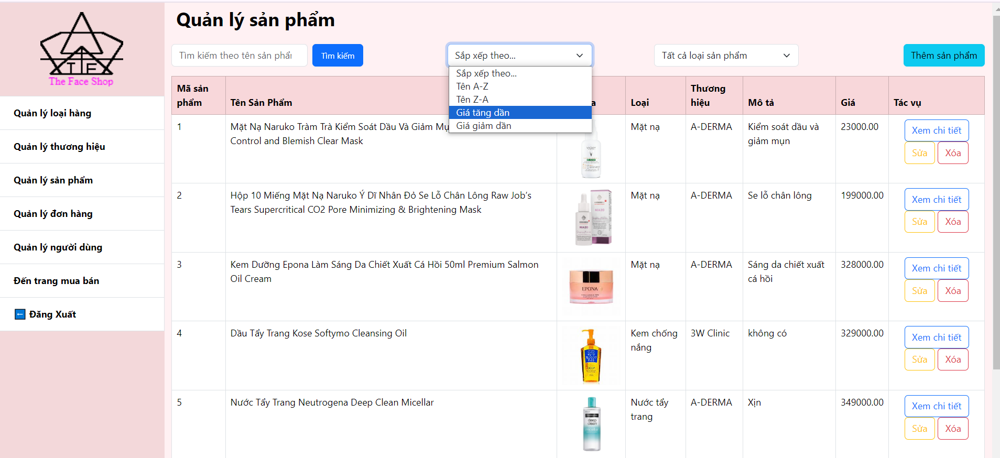 ATFX
The Face Shop
Quản lý loại hàng
Quản lý thương hiệu
Quản lý sản phẩm
Quản lý đơn hàng
Quản lý người dùng
Đến trang mua bán
Đăng Xuất
Quản lý sản phẩm
Tìm kiếm theo tên sản phẩ
Tìm kiếm
Sắp xếp theo...
Tất cả loại sản phẩm
Thêm sản phẩm
Sắp xếp theo...
Tên A-Z
Tên Z-A
Giá tăng dần
Giá giảm dần
Mã sản
phẩm
Tên Sản Phẩm
Loại
Thương
hiệu
Mô tả
Giá
Tác vụ
1
Mặt Nạ Naruko Tràm Trà Kiểm Soát Dầu Và Giảm
Control and Blemish Clear Mask
VICHY
Mặt nạ
A-DERMA
Kiểm soát dầu và
giảm mụn
23000.00
Xem chi tiết
Sửa
Xóa
2
Hộp 10 Miếng Mặt Nạ Naruko Ý Dĩ Nhân Đỏ Se Lỗ Chân Lông Raw Job's
Tears Supercritical CO2 Pore Minimizing & Brightening Mask
Mặt nạ
A-DERMA
Se lỗ chân lông
199000.00
Xem chi tiết
Sửa
Xóa
3
Kem Dưỡng Epona Làm Sáng Da Chiết Xuất Cá Hồi 50ml Premium Salmon
Oil Cream
EPONA
Mặt nạ
A-DERMA
Sáng da chiết xuất
cá hồi
328000.00
Xem chi tiết
Sửa
Xóa
4
Dầu Tẩy Trang Kose Softymo Cleansing Oil
DEEP
Kem chống
nắng
3W Clinic
không có
329000.00
Xem chi tiết
Sửa
Xóa
5
Nước Tẩy Trang Neutrogena Deep Clean Micellar
deep
clean
micellar
Nước tẩy
trang
A-DERMA
Xịn
349000.00
Xem chi tiết
Sửa
Xóa